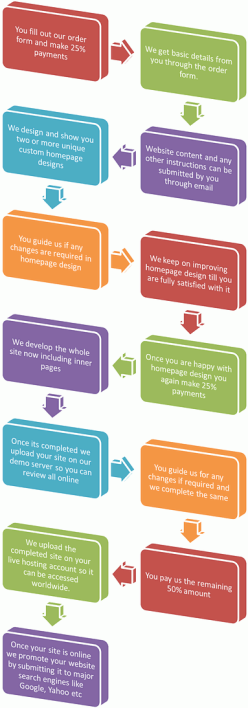 You fill out our order
form and make 25%
payments
We get basic details from
you through the order
form.
Website content and any
other instructions can be
submitted by you
through email
We design and show you
two or more unique
custom homepage
designs
You guide us if any
changes are required in
homepage design
We keep on improving
homepage design till you
are fully satisfied with it
Once you are happy with
homepage design you
again make 25%
payments
We develop the whole
site now including inner
pages
Once its completed we
upload your site on our
demo server so you can
review all online
You guide us for any
changes if required and
we complete the same
You pay us the remaining
50% amount
We upload the
completed site on your
live hosting account so it
can be accessed
worldwide.
Once your site is online
we promote your website
by submitting it to major
search engines like
Google, Yahoo etc